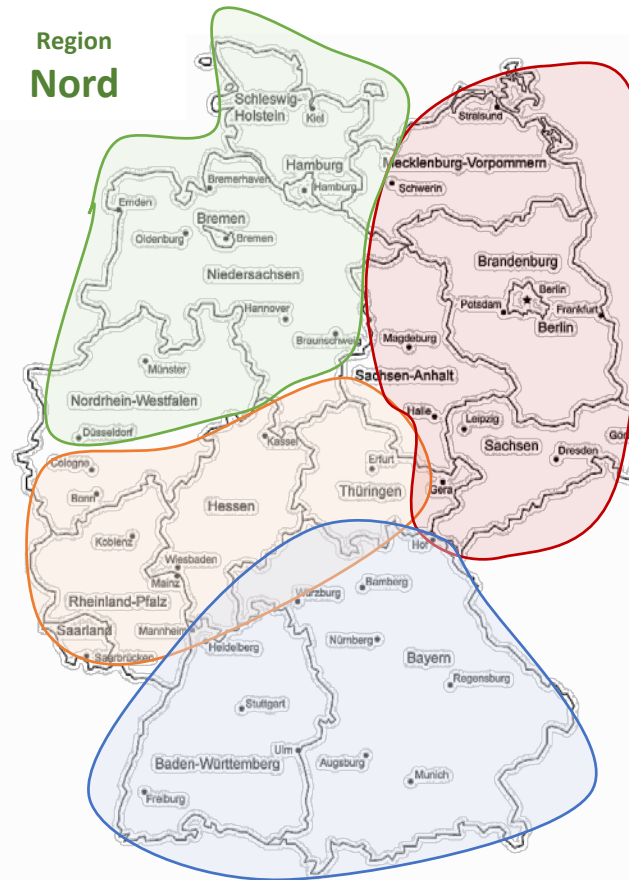 Region
Nord
Schleswig-
Holstein
Kiel
Stralsund
Hamburg
Hamburg
Mecklenburg-Vorpommern
Schwerin
Bremerhaven
Emden
Bremen
Oldenburg
Bremen
Niedersachsen
Brandenburg
Berlin
Potsdam
Frankfurt
Berlin
Hannover
Braunschweig
Magdeburg
Münster
Sachsen-Anhalt
Nordrhein-Westfalen
Halle
Leipzig
Düsseldorf
Kassel
Sachsen
Dresden
Cologne
Erfurt
Bonn
Hessen
Thüringen
Gera
Koblenz
Hof
Wiesbaden
Mainz
Bamberg
Rheinland-Pfalz
Würzburg
Saarland
Mannheim
Saarbrücken
Heidelberg
Nürnberg
Bayern
Regensburg
Stuttgart
Ulm
Baden-Württemberg
Augsburg
Munich
Freiburg